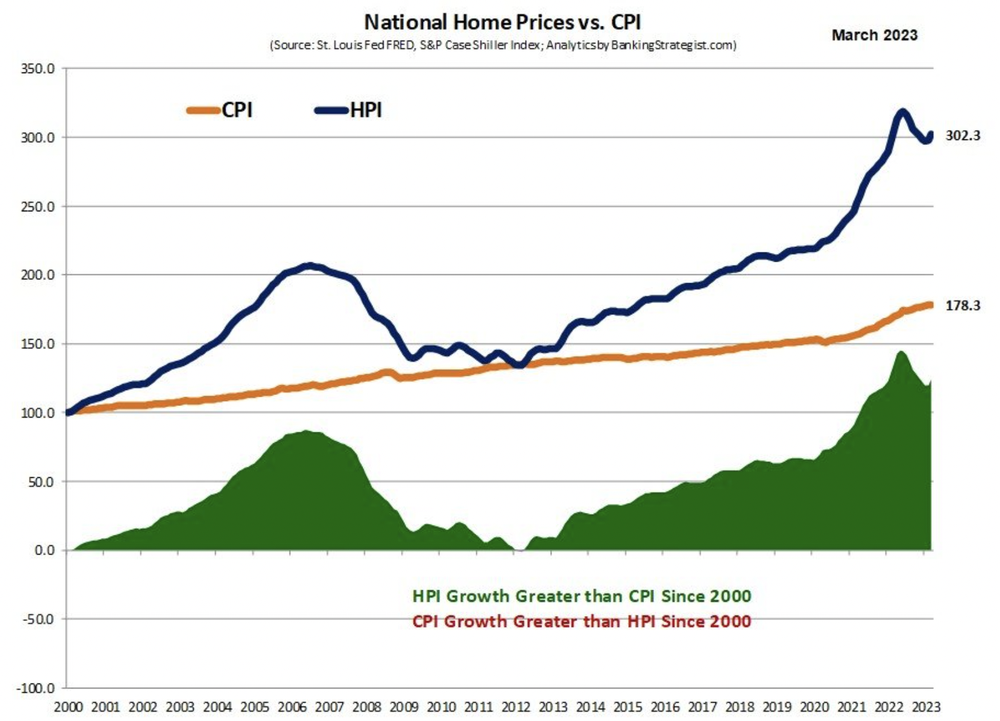 National Home Prices vs. CPI
(Source: St. Louis Fed FRED, S&P Case Shiller Index; Analytics by BankingStrategist.com)
March 2023
350.0
CPI
HPI
300.0
302.3
250.0
200.0
178.3
150.0
100.0
50.0
0.0
HPI Growth Greater than CPI Since 2000
-50.0
CPI Growth Greater than HPI Since 2000
-100.0
2000 2001 2002 2003 2004 2005 2006 2007 2008 2009 2010 2011 2012 2013 2014 2015 2016 2017 2018 2019 2020 2021 2022 2023